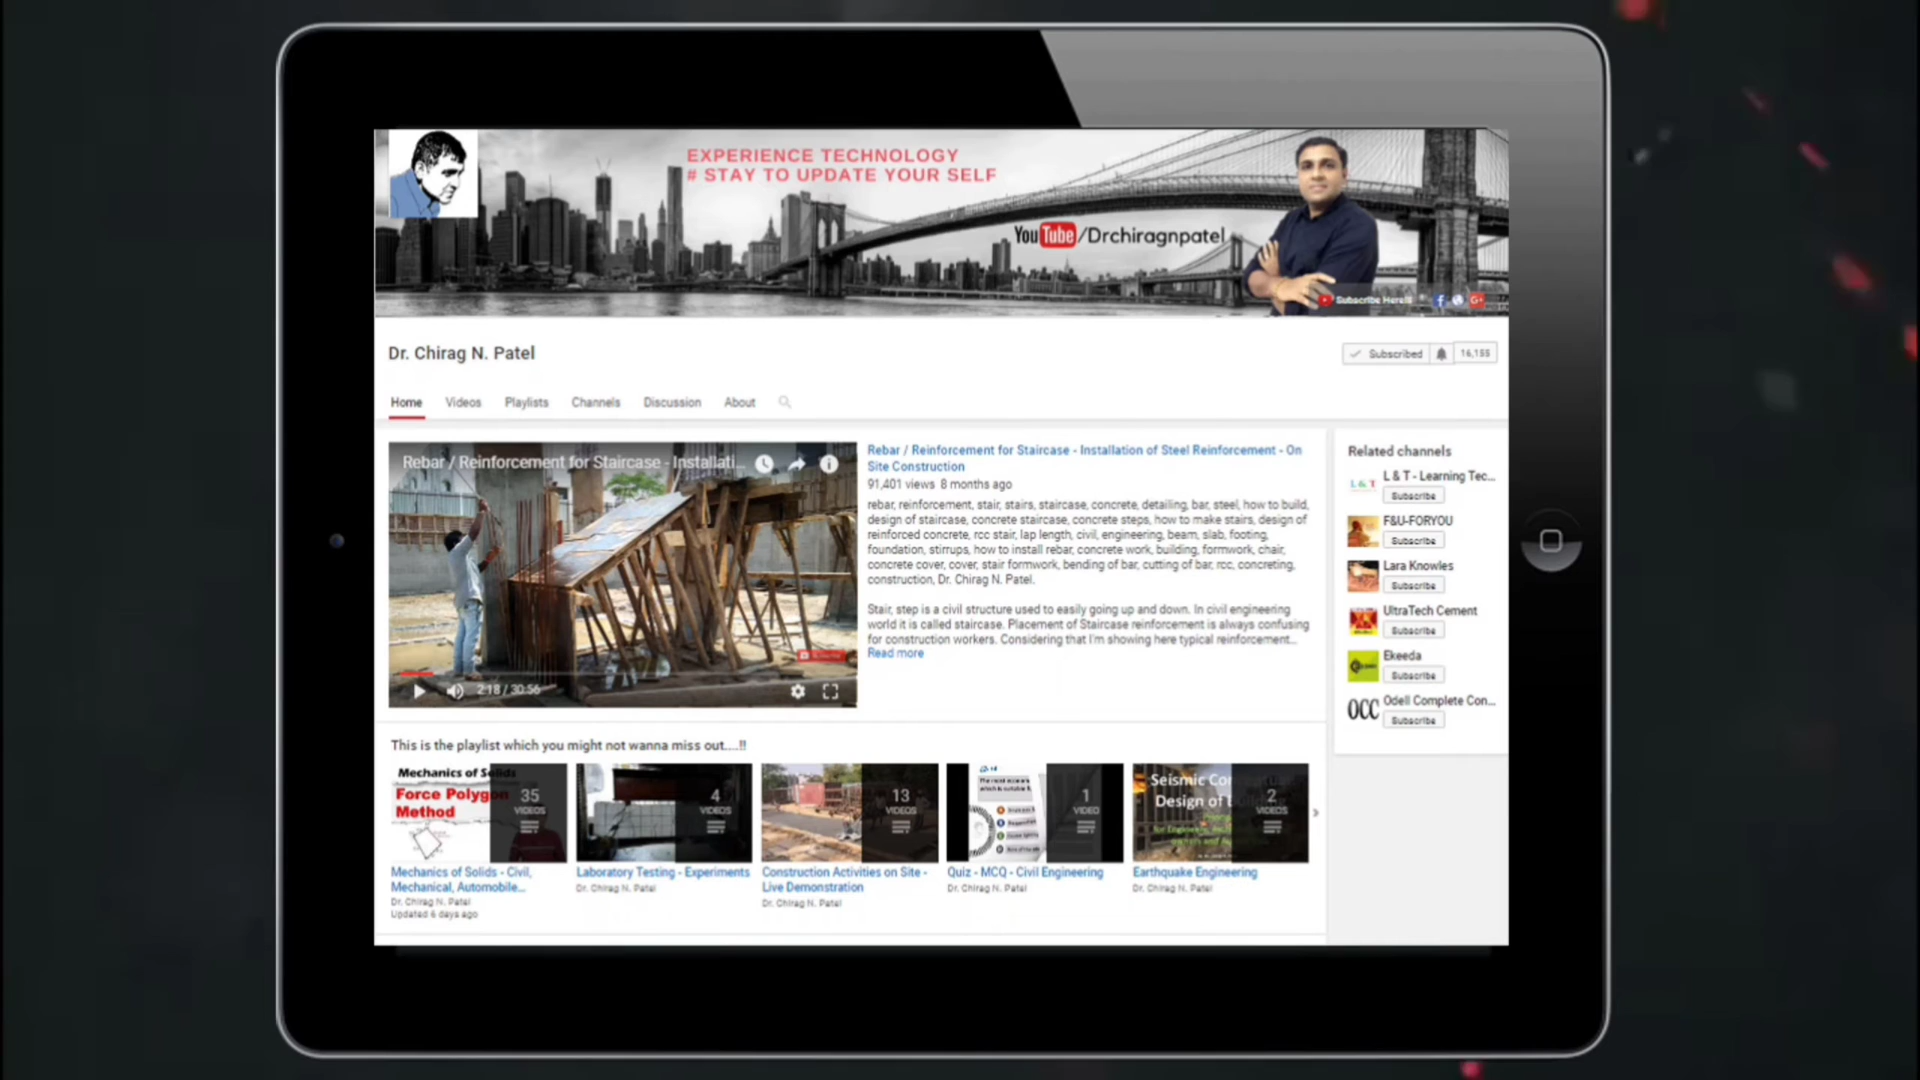 EXPERIENCE TECHNOLOGY
# STAY TO UPDATE YOUR SELF
YouTube/Drchiragnpatel
Subscribe Here!!!
Dr. Chirag N. Patel
Subscribed 16,155
Home Videos Playlists Channels Discussion About
Rebar / Reinforcement for Staircase - Installati...
2:18 / 30:56
Rebar / Reinforcement for Staircase - Installation of Steel Reinforcement - On
Site Construction
91,401 views 8 months ago
rebar, reinforcement, stair, stairs, staircase, concrete, detailing, bar, steel, how to build,
design of staircase, concrete staircase, concrete steps, how to make stairs, design of
reinforced concrete, rcc stair, lap length, civil, engineering, beam, slab, footing,
foundation, stirrups, how to install rebar, concrete work, building, formwork, chair,
concrete cover, cover, stair formwork, bending of bar, cutting of bar, rcc, concreting,
construction, Dr. Chirag N. Patel.
Stair, step is a civil structure used to easily going up and down. In civil engineering
world it is called staircase. Placement of Staircase reinforcement is always confusing
for construction workers. Considering that I'm showing here typical reinforcement...
Read more
Related channels
L & T - Learning Tec...
Subscribe
F&U-FORYOU
Subscribe
Lara Knowles
Subscribe
UltraTech Cement
Subscribe
Ekeeda
Subscribe
OCC
Odell Complete Con...
Subscribe
This is the playlist which you might not wanna miss out....!!
Mechanics of Solids
Force Polygon
Method
35
VIDEOS
Mechanics of Solids - Civil,
Mechanical, Automobile...
Dr. Chirag N. Patel
Updated 6 days ago
4
VIDEOS
Laboratory Testing - Experiments
Dr. Chirag N. Patel
13
VIDEOS
Construction Activities on Site -
Live Demonstration
Dr. Chirag N. Patel
1
VIDEO
Quiz - MCQ - Civil Engineering
Dr. Chirag N. Patel
Seismic
Design of
2
VIDEOS
Earthquake Engineering
Dr. Chirag N. Patel